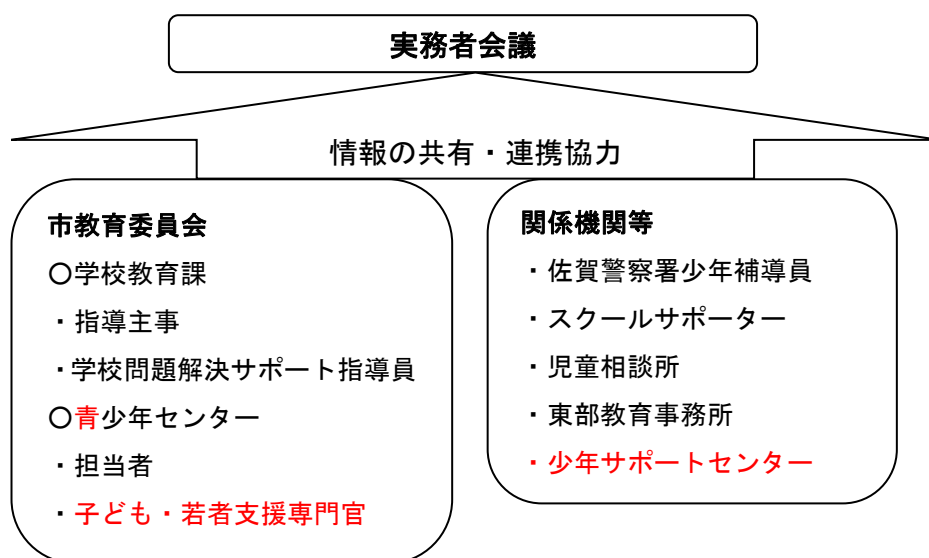 実務者会議
情報の共有・連携協力
市教育委員会
〇学校教育課
・指導主事
・学校問題解決サポート指導員
〇青少年センター
・担当者
・子ども・若者支援専門官
関係機関等
・佐賀警察署少年補導員
・スクールサポーター
・児童相談所
・東部教育事務所
・少年サポートセンター